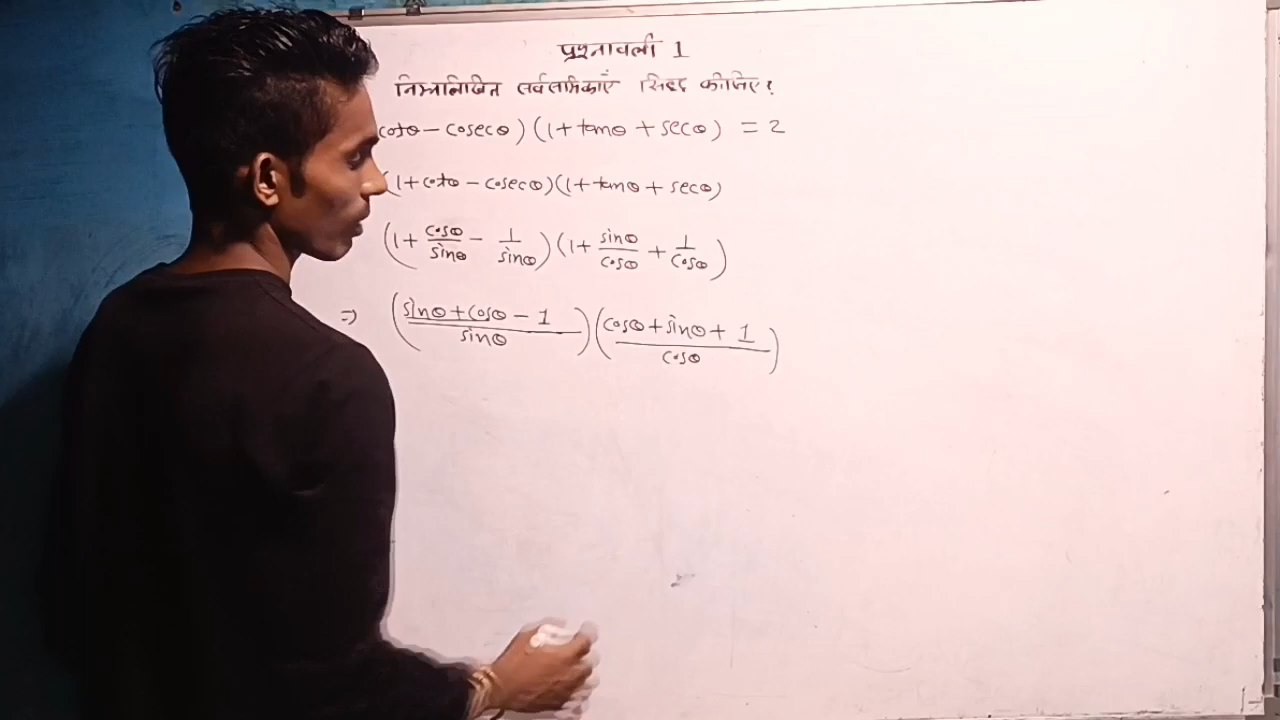 प्रश्नावली 1
निम्नलिखित सर्वसमिकाएँ सिद्ध कीजिए।
cotθ - cosecθ)(1 + tanθ + secθ) = 2
(1 + cotθ - cosecθ)(1 + tanθ + secθ)
(1 + cosθ/sinθ - 1/sinθ)(1 + sinθ/cosθ + 1/cosθ)
⇒ (sinθ + cosθ - 1/sinθ)(cosθ + sinθ + 1/cosθ)